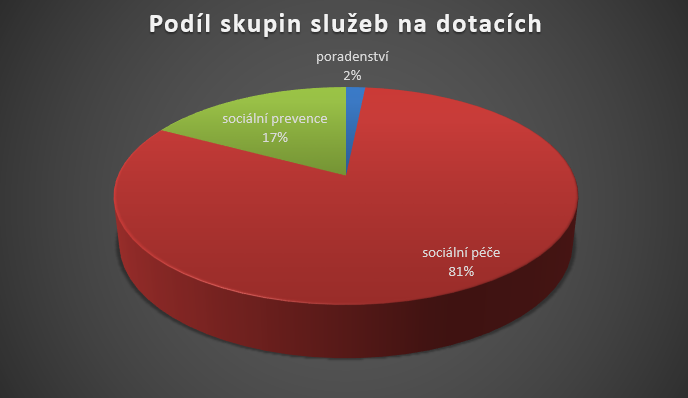 Podíl skupin služeb na dotacích
poradenství
2%
sociální prevence
17%
sociální péče
81%